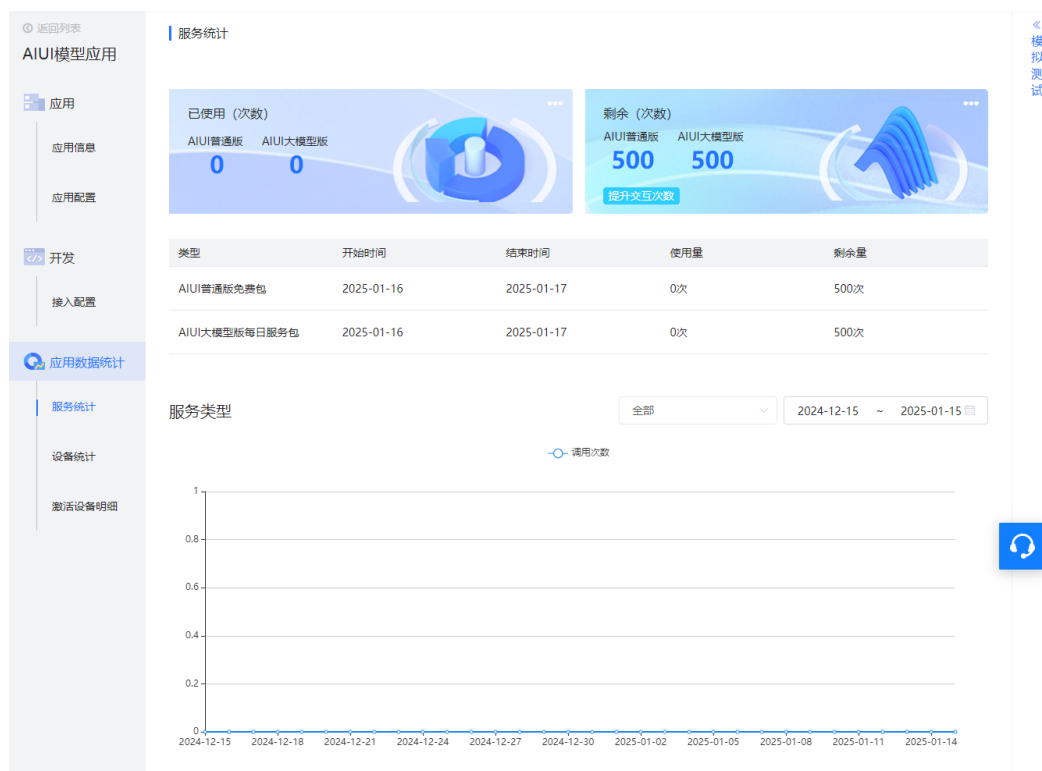 返回列表
AIUI模型应用
应用
应用信息
应用配置
开发
接入配置
应用数据统计
服务统计
设备统计
激活设备明细
服务统计
已使用（次数）
AIUI普通版 AIUI大模型版
0 0
剩余（次数）
AIUI普通版 AIUI大模型版
500 500
提升交互次数
类型 开始时间 结束时间 使用量 剩余量
AIUI普通版免费包 2025-01-16 2025-01-17 0次 500次
AIUI大模型版每日服务包 2025-01-16 2025-01-17 0次 500次
服务类型 全部 2024-12-15 ~ 2025-01-15
调用次数
1
0.8
0.6
0.4
0.2
0
2024-12-15 2024-12-18 2024-12-21 2024-12-24 2024-12-27 2024-12-30 2025-01-02 2025-01-05 2025-01-08 2025-01-11 2025-01-14
《
模
拟
测
试